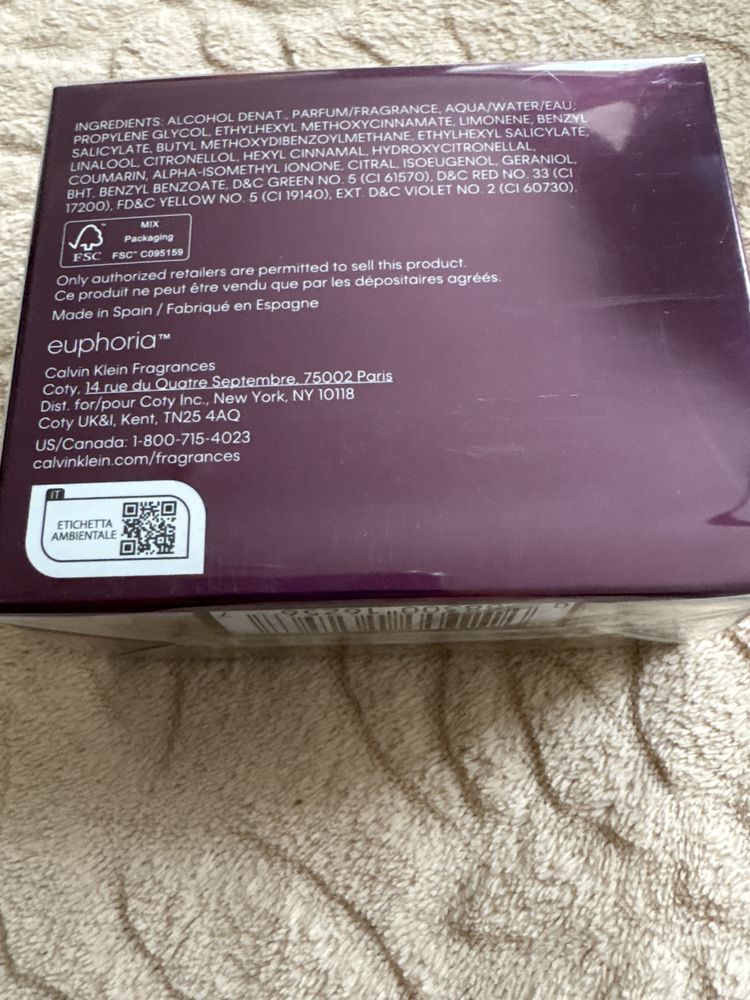 INGREDIENTS: ALCOHOL DENAT., PARFUM/FRAGRANCE, AQUA/WATER/EAU,
PROPYLENE GLYCOL, ETHYLHEXYL METHOXYCINNAMATE, LIMONENE, BENZYL
SALICYLATE, BUTYL METHOXYDIBENZOYLMETHANE, ETHYLHEXYL SALICYLATE,
LINALOOL, CITRONELLOL, HEXYL CINNAMAL, HYDROXYCITRONELLAL,
COUMARIN, ALPHA-ISOMETHYL IONONE, CITRAL, ISOEUGENOL, GERANIOL,
BHT, BENZYL BENZOATE, D&C GREEN NO. 5 (CI 61570), D&C RED NO. 33 (CI
17200), FD&C YELLOW NO. 5 (CI 19140), EXT. D&C VIOLET NO. 2 (CI 60730).
FSC
MIX
Packaging
FSC™ C095159
Only authorized retailers are permitted to sell this product.
Ce produit ne peut être vendu que par les dépositaires agréés.
Made in Spain / Fabriqué en Espagne
euphoria™
Calvin Klein Fragrances
Coty, 14 rue du Quatre Septembre, 75002 Paris
Dist. for/pour Coty Inc., New York, NY 10118
Coty UK&I, Kent, TN25 4AQ
US/Canada: 1-800-715-4023
calvinklein.com/fragrances
IT
ETICHETTA
AMBIENTALE